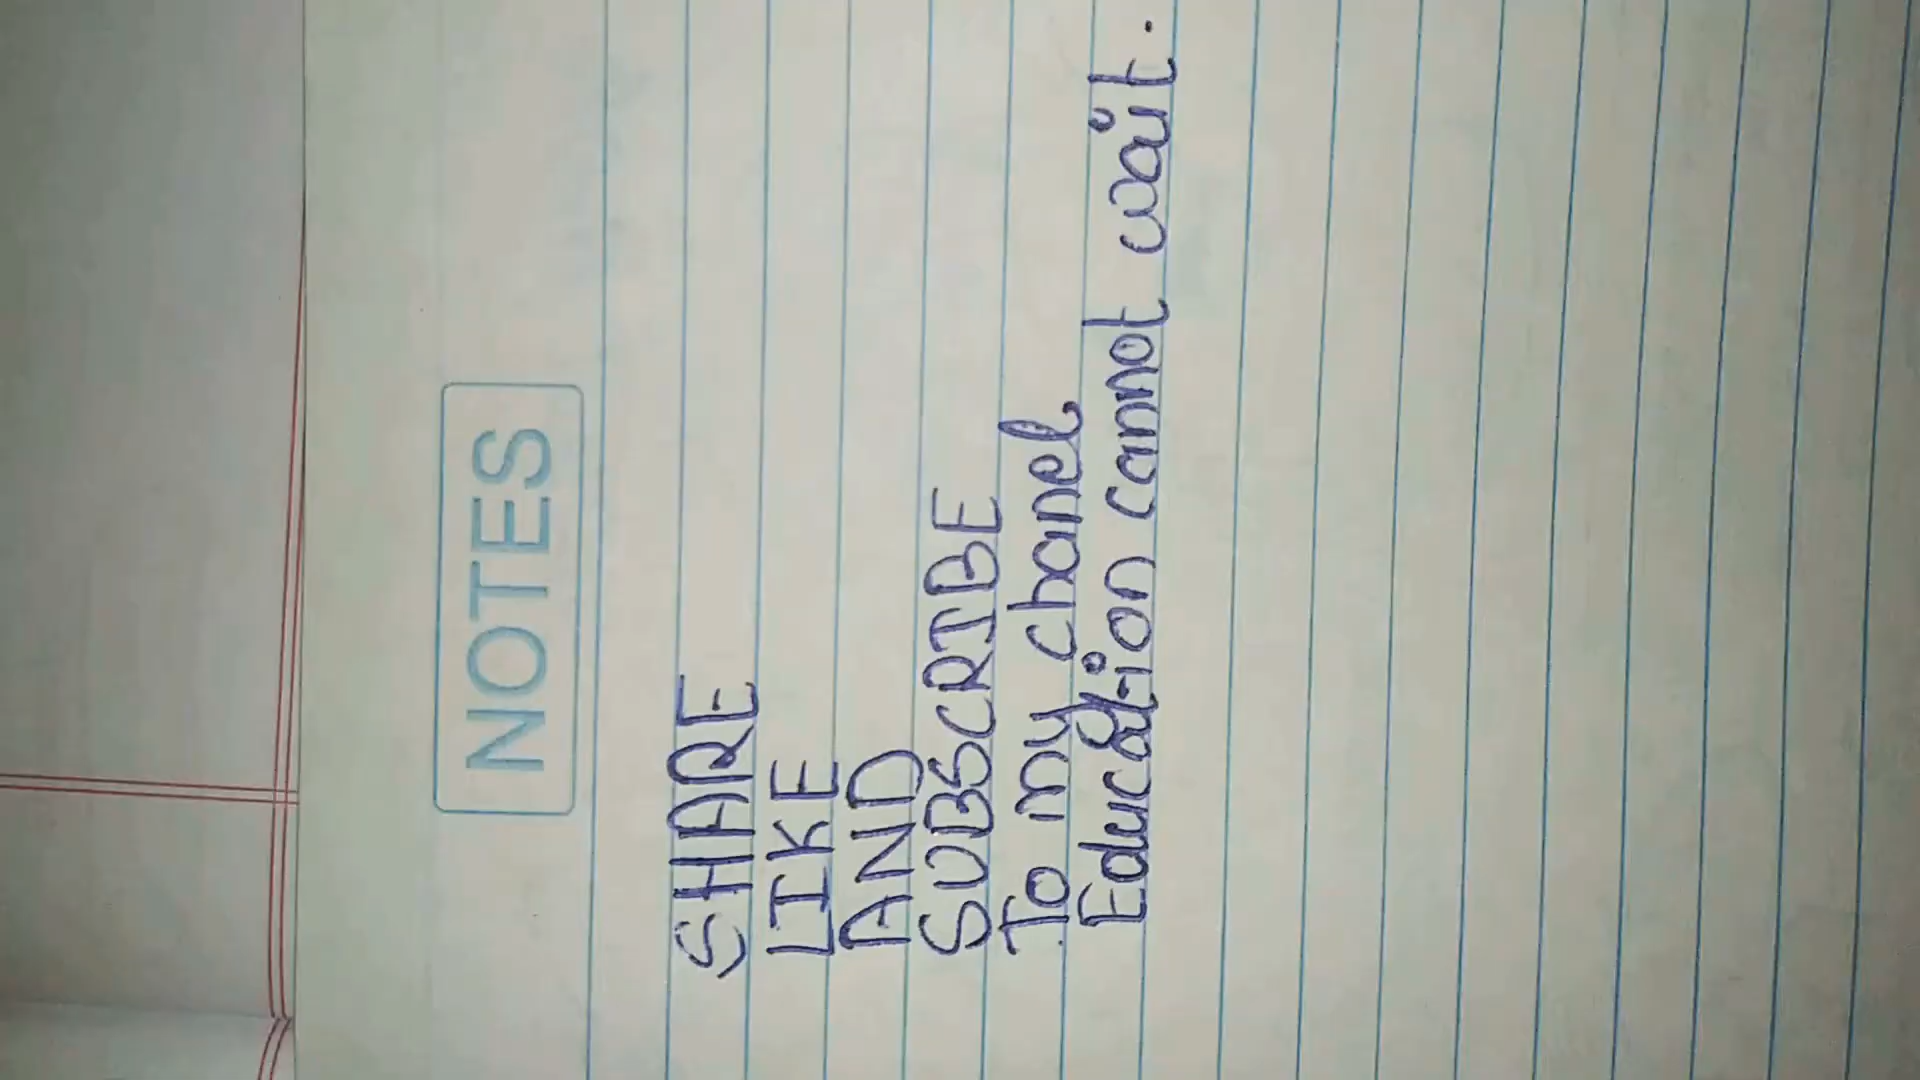 NOTES
SHARE
LIKE
AND
SUBSCRIBE
To my chanel
Education cannot wait.